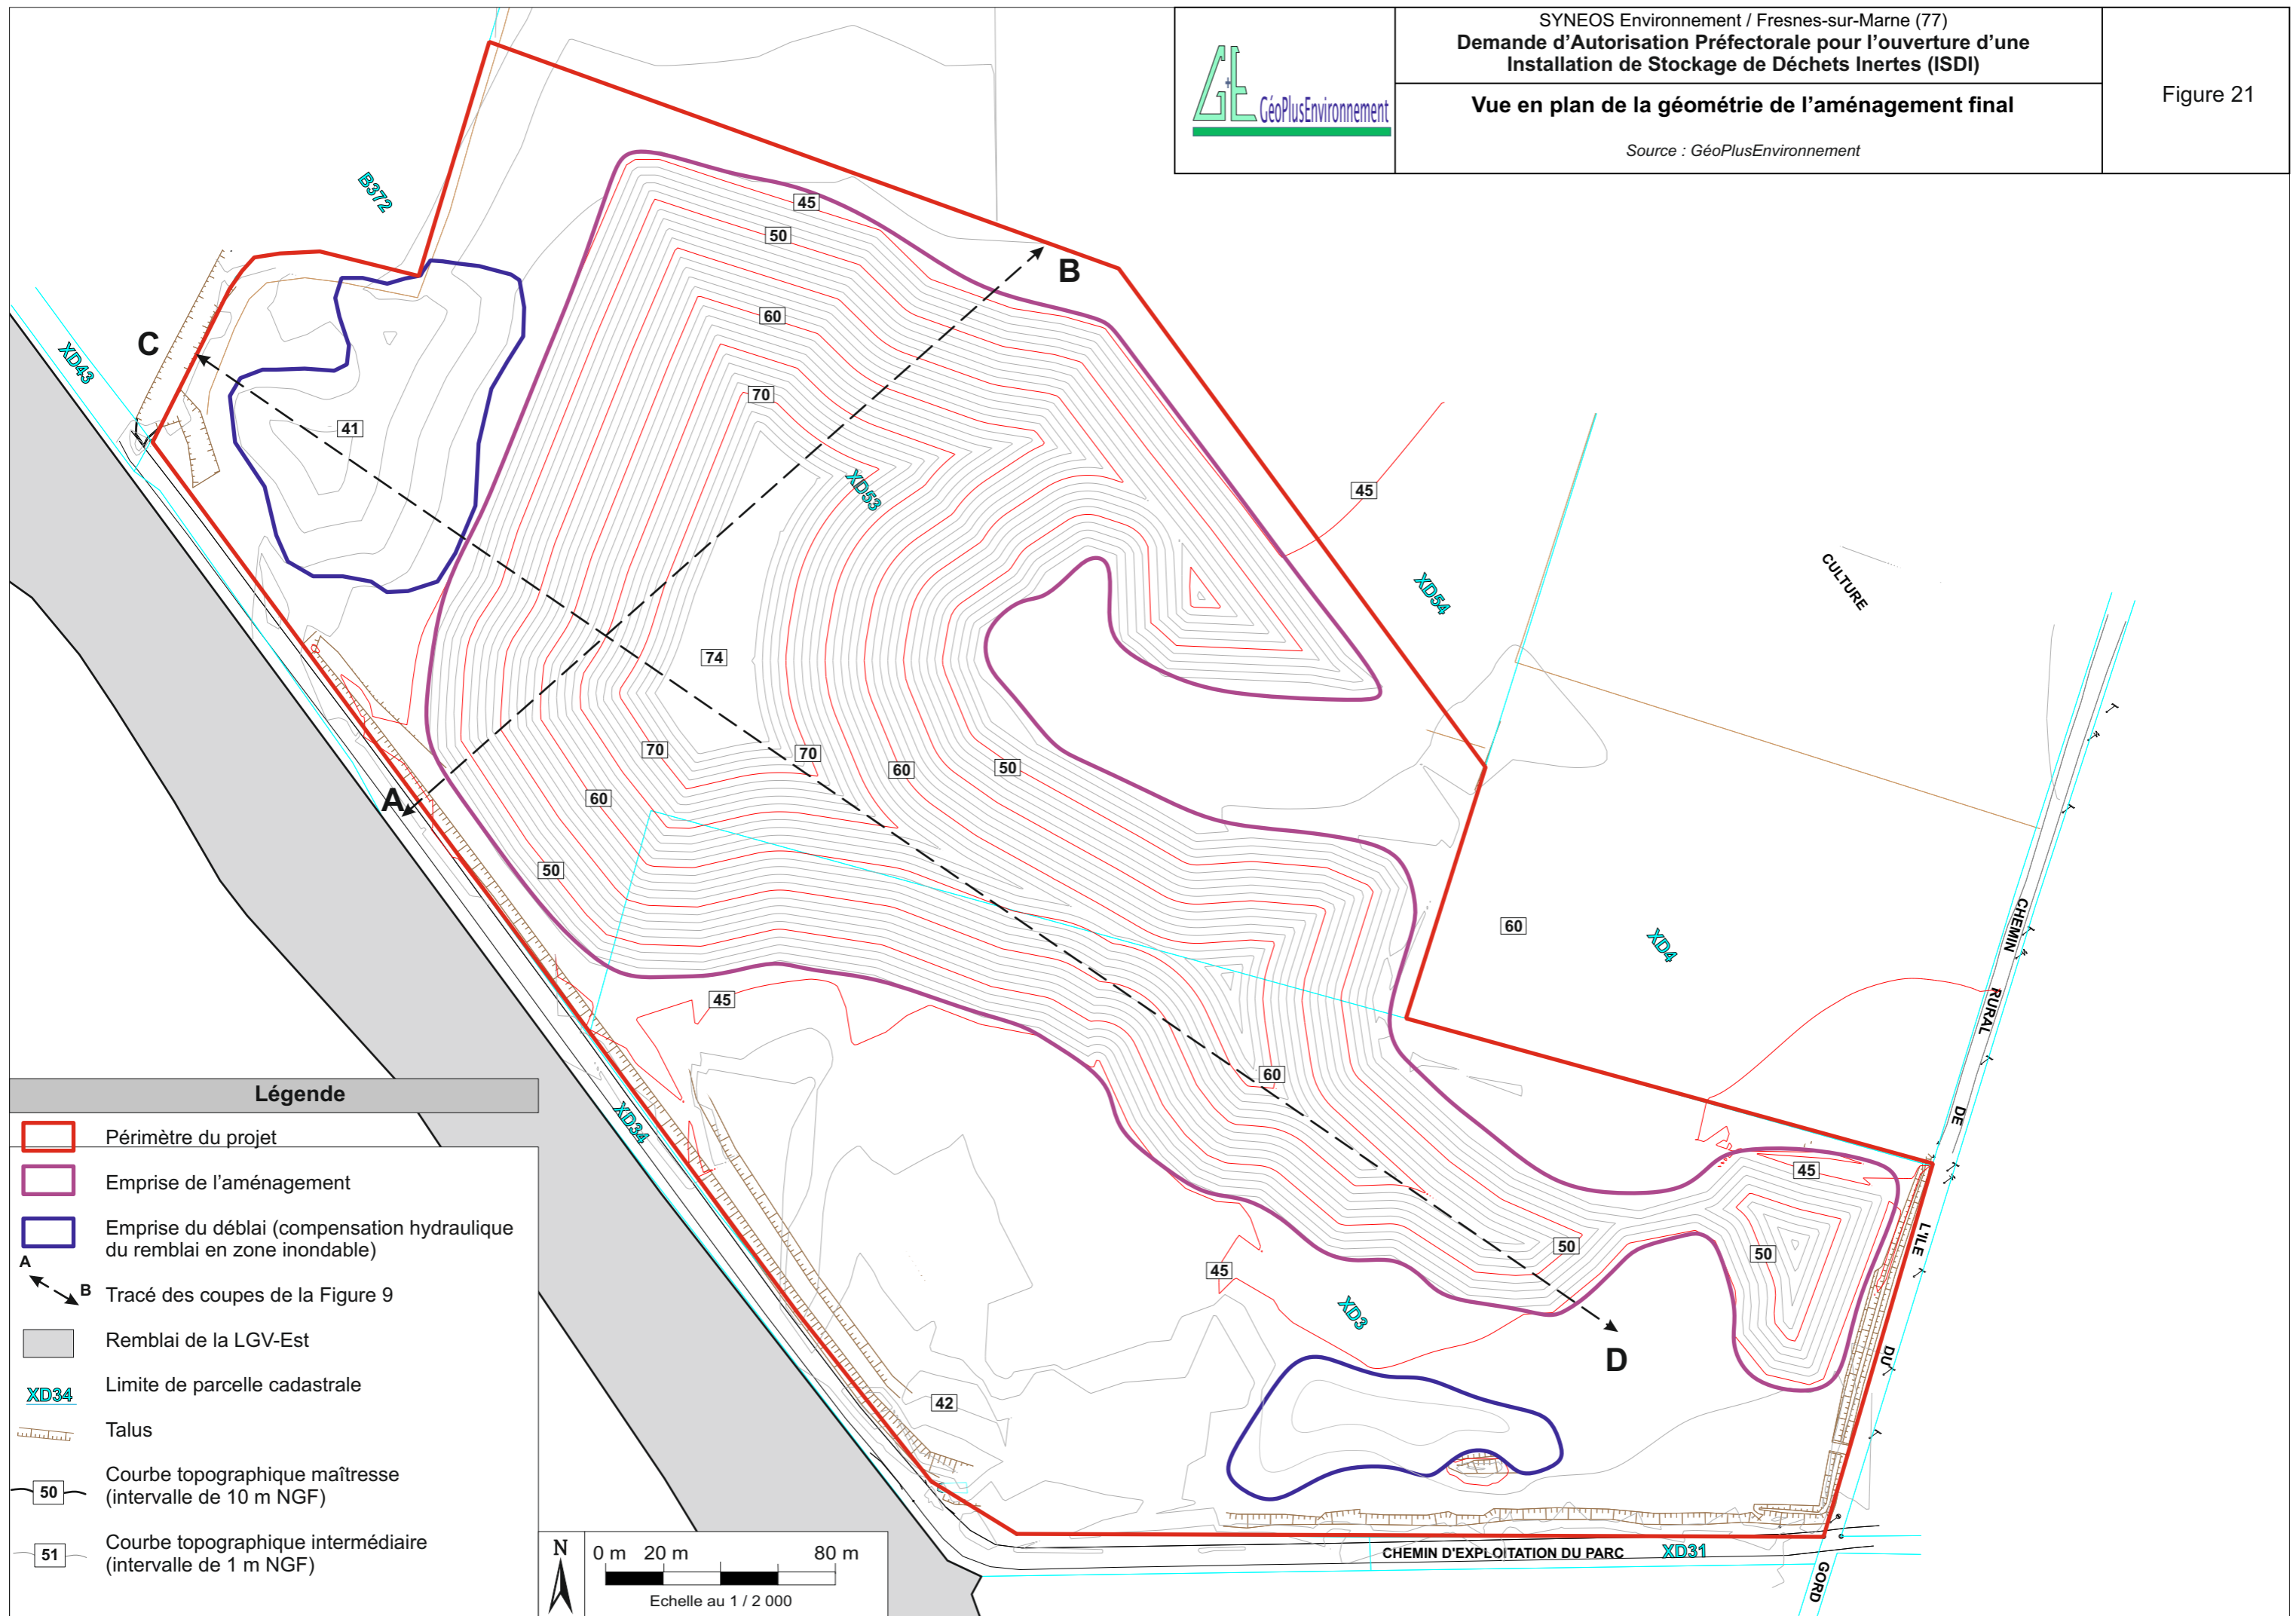 SYNEOS Environnement / Fresnes-sur-Marne (77)
Demande d'Autorisation Préfectorale pour l'ouverture d'une
Installation de Stockage de Déchets Inertes (ISDI)
Vue en plan de la géométrie de l'aménagement final
Source : GéoPlusEnvironnement
Figure 21
GéoPlusEnvironnement
B372
45
50
B
60
C
XD43
70
41
XD53
45
XD54
CULTURE
74
70
70
60
50
A
60
50
60
XD4
45
CHEMIN RURAL DE L'ILE DU GORD
60
XD34
45
50
50
45
XD3
D
42
CHEMIN D'EXPLOITATION DU PARC
XD31
Légende
Périmètre du projet
Emprise de l'aménagement
Emprise du déblai (compensation hydraulique
du remblai en zone inondable)
A
B
Tracé des coupes de la Figure 9
Remblai de la LGV-Est
XD34
Limite de parcelle cadastrale
Talus
50
Courbe topographique maîtresse
(intervalle de 10 m NGF)
51
Courbe topographique intermédiaire
(intervalle de 1 m NGF)
N
0 m 20 m 80 m
Echelle au 1 / 2 000